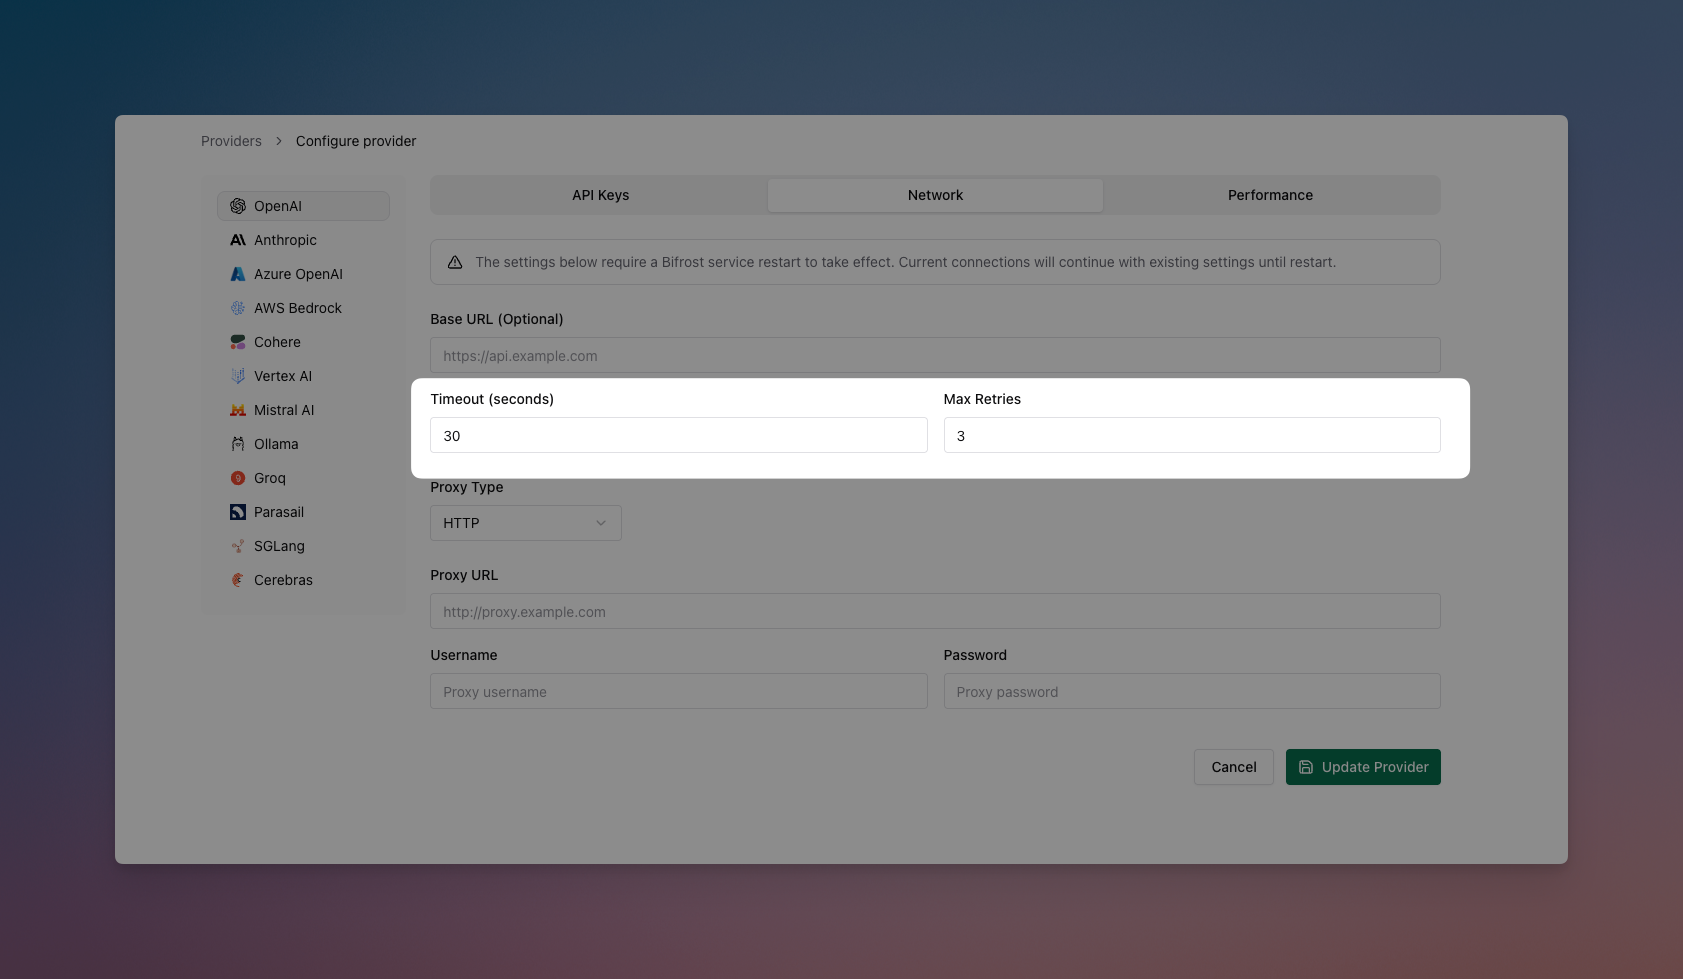 Providers > Configure provider
OpenAI
Anthropic
Azure OpenAI
AWS Bedrock
Cohere
Vertex AI
Mistral AI
Ollama
Groq
Parasail
SGLang
Cerebras
API Keys
Network
Performance
The settings below require a Bifrost service restart to take effect. Current connections will continue with existing settings until restart.
Base URL (Optional)
https://api.example.com
Timeout (seconds)
30
Max Retries
3
Proxy Type
HTTP
Proxy URL
http://proxy.example.com
Username
Proxy username
Password
Proxy password
Cancel
Update Provider